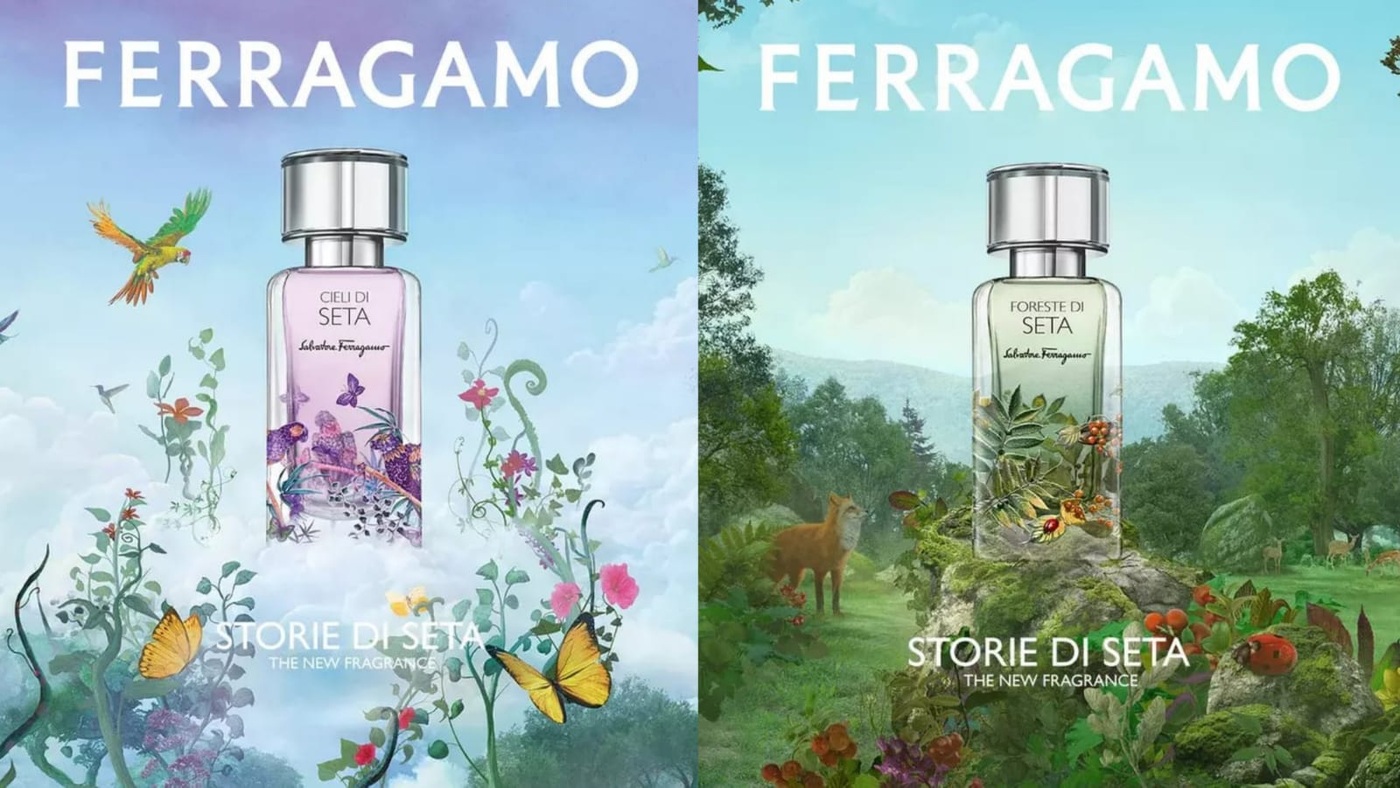 FERRAGAMO
CIELI DI
SETA
Salvatore Ferragamo
STORIE DI SETA
THE NEW FRAGRANCE
FERRAGAMO
FORESTE DI
SETA
Salvatore Ferragamo
STORIE DI SETA
THE NEW FRAGRANCE